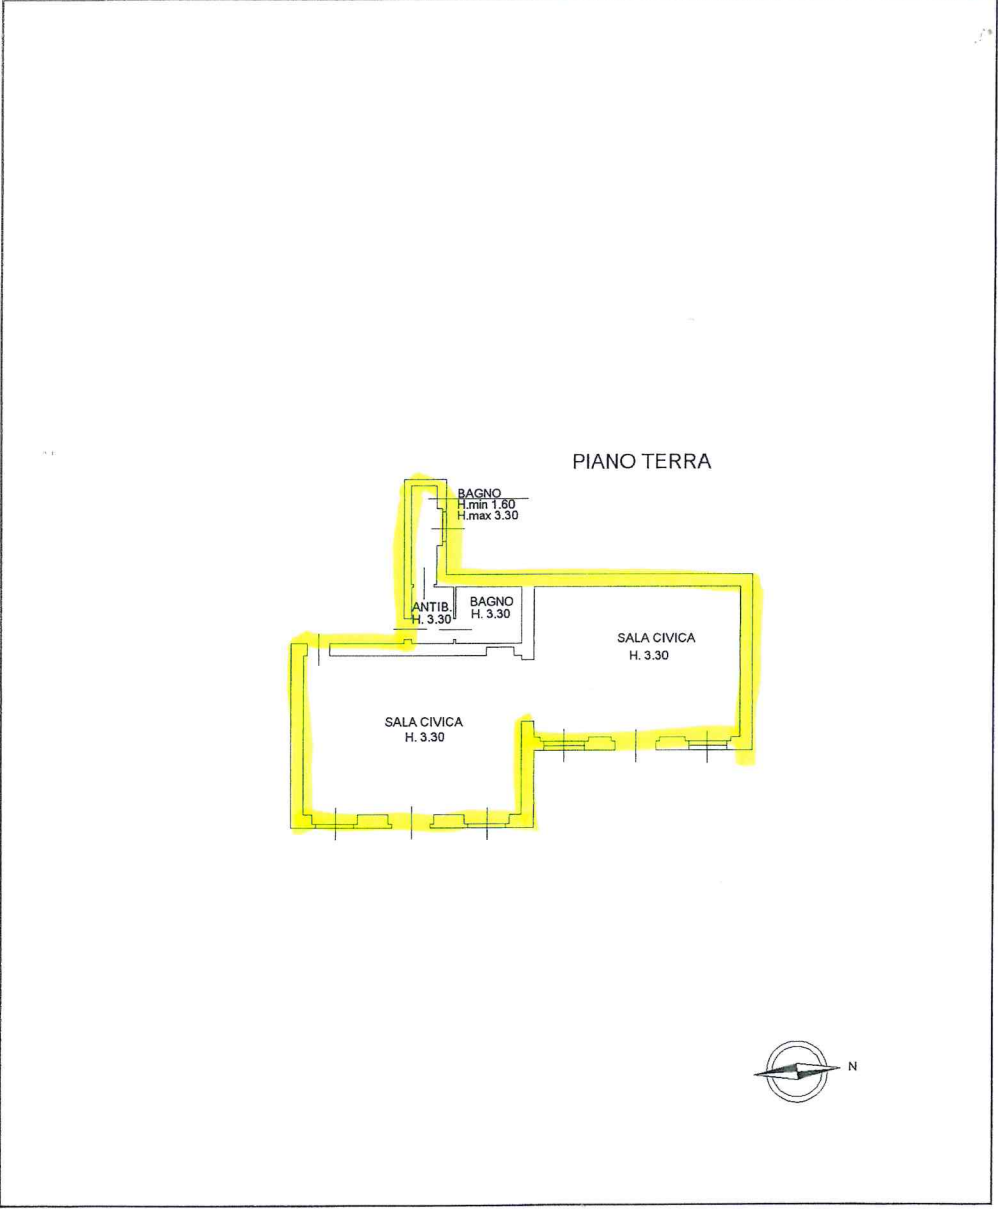 PIANO TERRA
BAGNO
H.min 1.60
H.max 3.30
ANTIB.
H. 3.30
BAGNO
H. 3.30
SALA CIVICA
H. 3.30
SALA CIVICA
H. 3.30
N